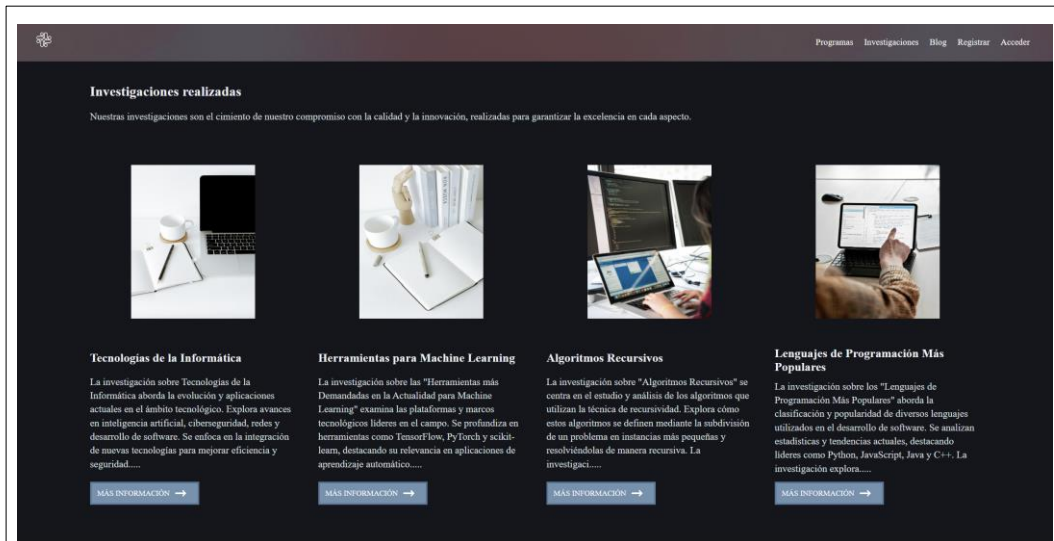 Programas Investigaciones Blog Registrar Acceder
Investigaciones realizadas
Nuestras investigaciones son el cimiento de nuestro compromiso con la calidad y la innovación, realizadas para garantizar la excelencia en cada aspecto.
Tecnologías de la Informática
La investigación sobre Tecnologías de la
Informática aborda la evolución y aplicaciones
actuales en el ámbito tecnológico. Explora avances
en inteligencia artificial, ciberseguridad, redes y
desarrollo de software. Se enfoca en la integración
de nuevas tecnologías para mejorar eficiencia y
seguridad.....
MÁS INFORMACIÓN →
Herramientas para Machine Learning
La investigación sobre las "Herramientas más
Demandadas en la Actualidad para Machine
Learning" examina las plataformas y marcos
tecnológicos líderes en el campo. Se profundiza en
herramientas como TensorFlow, PyTorch y scikit-
learn, destacando su relevancia en aplicaciones de
aprendizaje automático.....
MÁS INFORMACIÓN →
Algoritmos Recursivos
La investigación sobre "Algoritmos Recursivos" se
centra en el estudio y análisis de los algoritmos que
utilizan la técnica de recursividad. Explora cómo
estos algoritmos se definen mediante la subdivisión
de un problema en instancias más pequeñas y
resolviéndolas de manera recursiva. La
investigaci.....
MÁS INFORMACIÓN →
Lenguajes de Programación Más
Populares
La investigación sobre los "Lenguajes de
Programación Más Populares" aborda la
clasificación y popularidad de diversos lenguajes
utilizados en el desarrollo de software. Se analizan
estadísticas y tendencias actuales, destacando
líderes como Python, JavaScript, Java y C++. La
investigación explora.....
MÁS INFORMACIÓN →